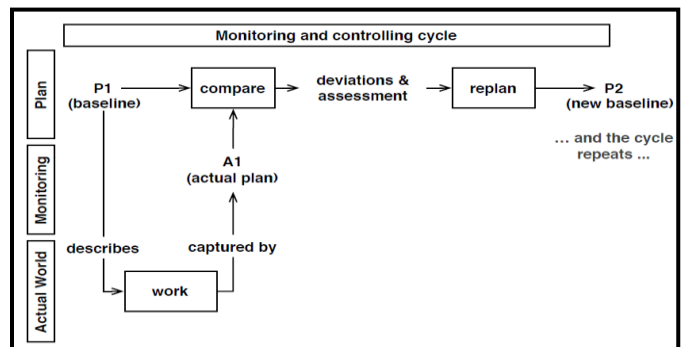 Monitoring and controlling cycle
Plan
P1
(baseline)
compare
deviations &
assessment
replan
P2
(new baseline)
... and the cycle
repeats ...
Monitoring
A1
(actual plan)
Actual World
describes
captured by
work